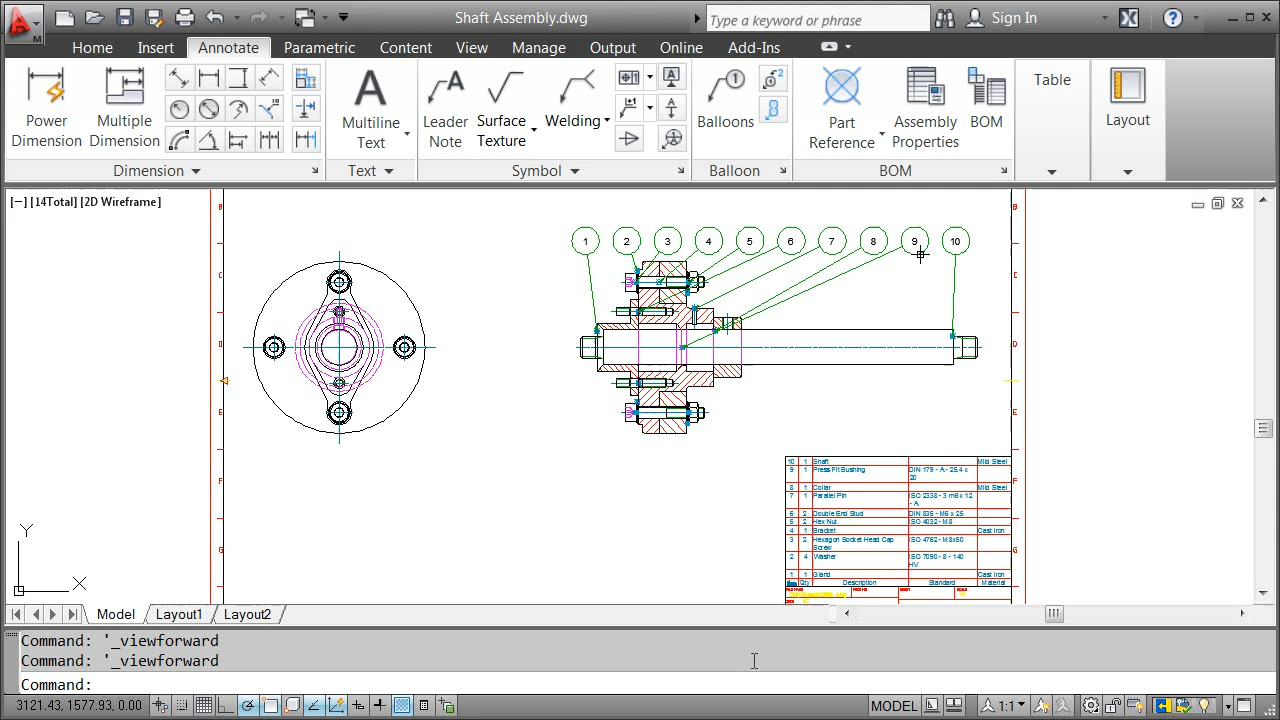 Shaft Assembly.dwg
Type a keyword or phrase
Sign In
Home Insert Annotate Parametric Content View Manage Output Online Add-Ins
Power Dimension
Multiple Dimension
Dimension
Multiline Text
Text
Leader Note
Surface Texture
Welding
Symbol
Balloons
Balloon
Part Reference
Assembly Properties
BOM
BOM
Table
Layout
[−] [14Total] [2D Wireframe]
1 2 3 4 5 6 7 8 9 10
B B
C C
D D
E E
F F
G G
10 1 Shaft Mild Steel
9 1 Press Fit Bushing DIN 179 - A - 25.4 x 20
8 1 Collar Mild Steel
7 1 Parallel Pin ISO 2338 - 3 m6 x 12 - A
6 2 Double End Stud DIN 835 - M6 x 25
5 2 Hex Nut ISO 4032 - M8
4 1 Bracket Cast Iron
3 2 Hexagon Socket Head Cap Screw ISO 4762 - M8x50
2 4 Washer ISO 7090 - 8 - 140 HV
1 1 Gland Cast Iron
Qty Description Standard Material
Y
X
Model Layout1 Layout2
Command: '_viewforward
Command: '_viewforward
Command:
3121.43, 1577.93, 0.00
MODEL
1:1